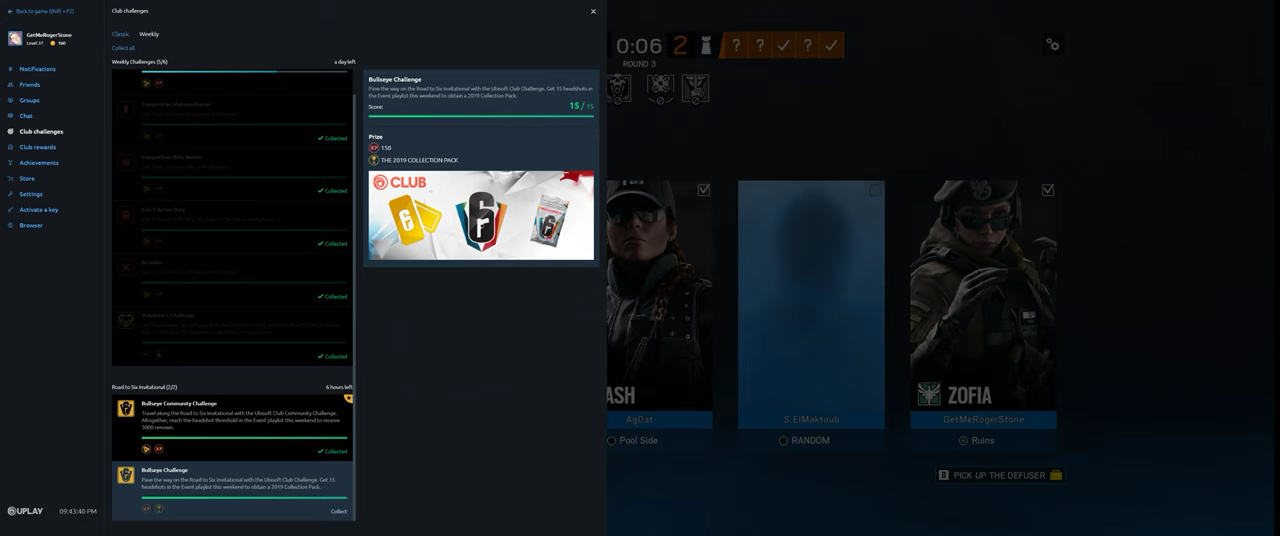 Back to game (Shift + F2)
GetMeRogerStone
Level 37 160
Notifications
Friends
Groups
Chat
Club challenges
Club rewards
Achievements
Store
Settings
Activate a key
Browser
UPLAY 09:43:40 PM
Club challenges
Classic Weekly
Collect all
Weekly Challenges (5/6) a day left
Collected
Collected
Collected
Attacker
Collected
Valentine's Challenge
Collected
Road to Six Invitational (2/2) 6 hours left
Bullseye Community Challenge
Travel along the Road to Six Invitational with the Ubisoft Club Community Challenge.
Altogether, reach the headshot threshold in the Event playlist this weekend to receive
3000 renown.
Collected
Bullseye Challenge
Pave the way on the Road to Six Invitational with the Ubisoft Club Challenge. Get 15
headshots in the Event playlist this weekend to obtain a 2019 Collection Pack.
Collect
Bullseye Challenge
Pave the way on the Road to Six Invitational with the Ubisoft Club Challenge. Get 15 headshots in
the Event playlist this weekend to obtain a 2019 Collection Pack.
Score: 15 / 15
Prize
XP 150
THE 2019 COLLECTION PACK
CLUB
0:06 2 ? ? ?
ROUND 3
ASH
AgOat
Pool Side
S.ElMaktoub
RANDOM
ZOFIA
GetMeRogerStone
Ruins
D PICK UP THE DEFUSER